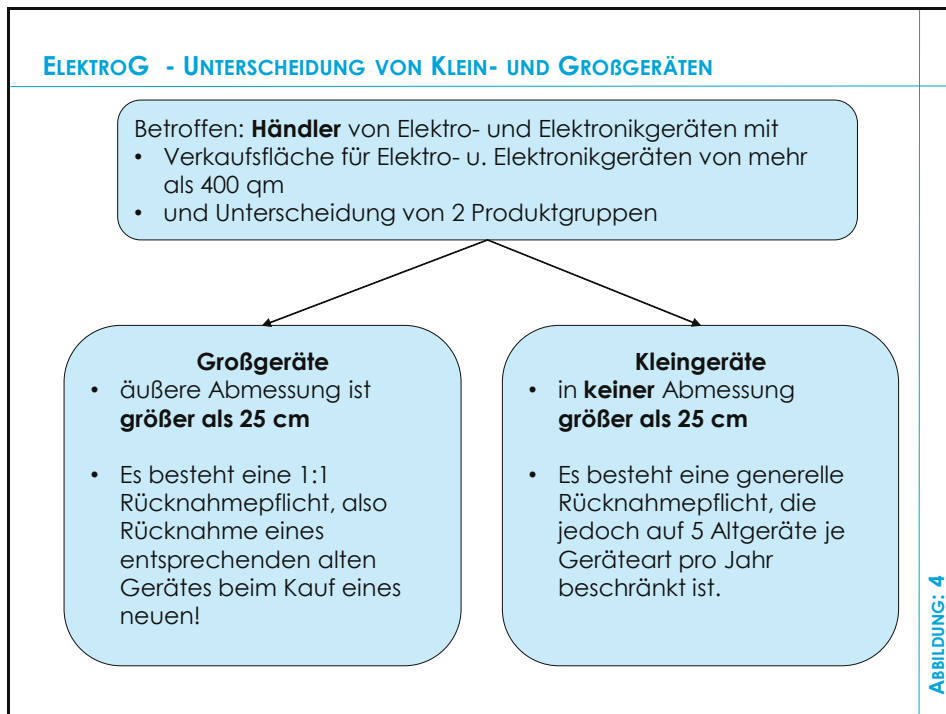 ElektroG - Unterscheidung von Klein- und Großgeräten
Betroffen: Händler von Elektro- und Elektronikgeräten mit
• Verkaufsfläche für Elektro- u. Elektronikgeräten von mehr
als 400 qm
• und Unterscheidung von 2 Produktgruppen
Großgeräte
• äußere Abmessung ist
größer als 25 cm
• Es besteht eine 1:1
Rücknahmepflicht, also
Rücknahme eines
entsprechenden alten
Gerätes beim Kauf eines
neuen!
Kleingeräte
• in keiner Abmessung
größer als 25 cm
• Es besteht eine generelle
Rücknahmepflicht, die
jedoch auf 5 Altgeräte je
Geräteart pro Jahr
beschränkt ist.
Abbildung: 4